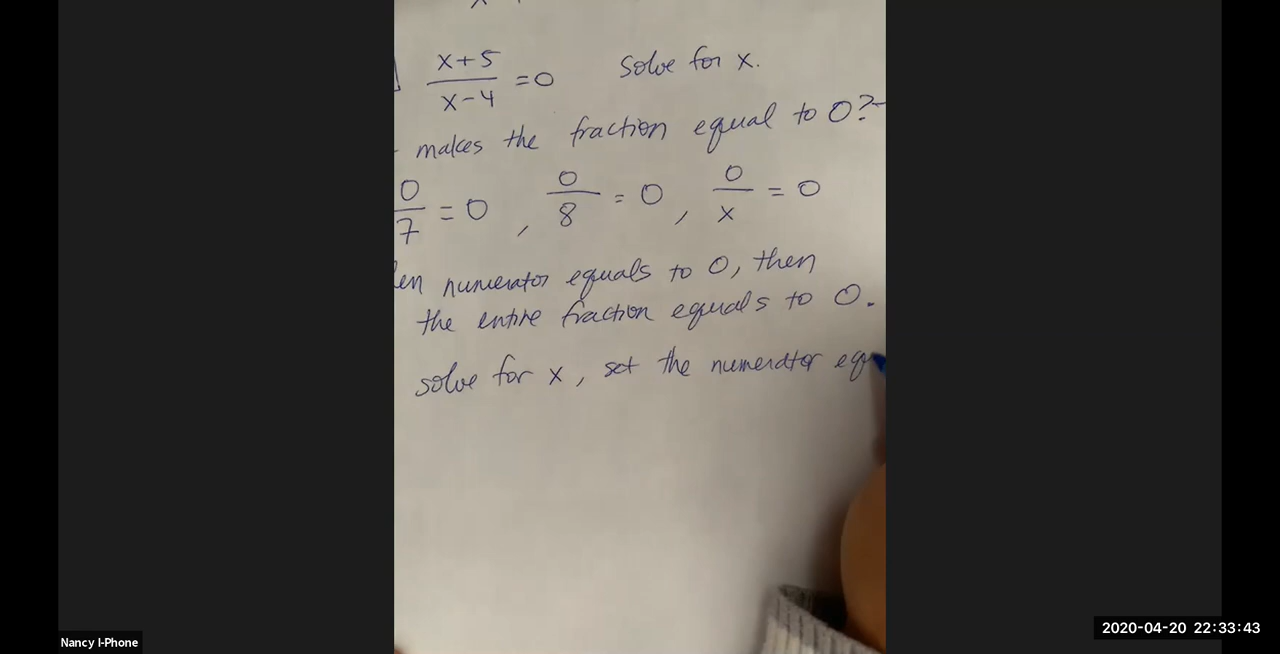 x+5
x-4 =0 Solve for x.
makes the fraction equal to 0?
0/7 = 0 , 0/8 = 0 , 0/x = 0
numerator equals to 0, then
the entire fraction equals to 0.
solve for x, set the numerator
Nancy I-Phone
2020-04-20 22:33:43